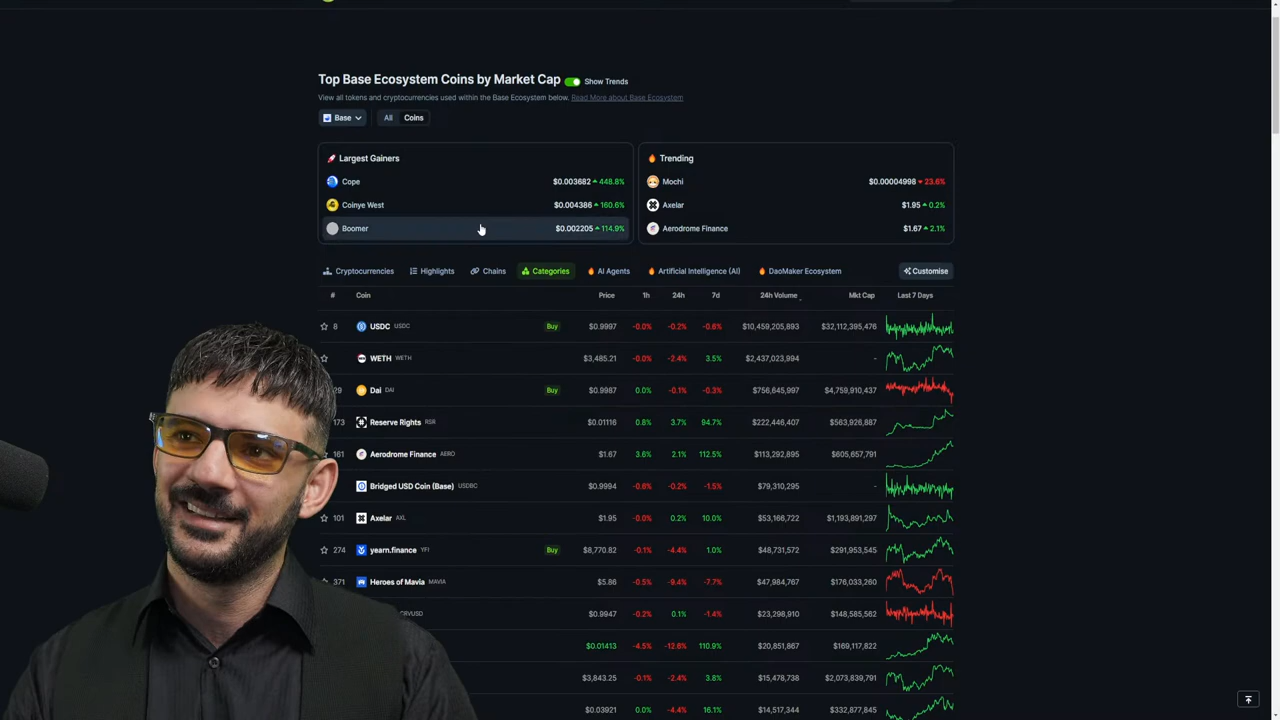 Top Base Ecosystem Coins by Market Cap Show Trends
View all tokens and cryptocurrencies used within the Base Ecosystem below. Read More about Base Ecosystem
Base All Coins
Largest Gainers
Cope $0.003682 448.8%
Coinye West $0.004386 160.6%
Boomer $0.002205 114.9%
Trending
Mochi $0.00004998 23.6%
Axelar $1.95 0.2%
Aerodrome Finance $1.67 2.1%
Cryptocurrencies Highlights Chains Categories AI Agents Artificial Intelligence (AI) DaoMaker Ecosystem Customise
# Coin Price 1h 24h 7d 24h Volume Mkt Cap Last 7 Days
8 USDC USDC Buy $0.9997 -0.0% -0.2% -0.6% $10,459,205,893 $32,112,395,476
WETH WETH $3,485.21 -0.0% -2.4% 3.5% $2,437,023,994 -
29 Dai DAI Buy $0.9987 0.0% -0.1% -0.3% $756,645,997 $4,759,910,437
173 Reserve Rights RSR $0.01116 0.8% 3.7% 94.7% $222,446,407 $563,926,887
161 Aerodrome Finance AERO $1.67 3.6% 2.1% 112.5% $113,292,895 $605,657,791
Bridged USD Coin (Base) USDBC $0.9994 -0.6% -0.2% -1.5% $79,310,295 -
101 Axelar AXL $1.95 -0.0% 0.2% 10.0% $53,166,722 $1,193,891,297
274 yearn.finance YFI Buy $8,770.82 -0.1% -4.4% 1.0% $48,731,572 $291,953,545
371 Heroes of Mavia MAVIA $5.86 -0.5% -9.4% -7.7% $47,984,767 $176,033,260
CRVUSD $0.9947 -0.2% 0.1% -1.4% $23,298,910 $148,585,562
$0.01413 -4.5% -12.6% 110.9% $20,851,867 $169,117,822
$3,843.25 -0.1% -2.4% 3.8% $15,478,738 $2,073,839,791
$0.03921 0.0% -4.4% 16.1% $14,517,344 $332,877,845